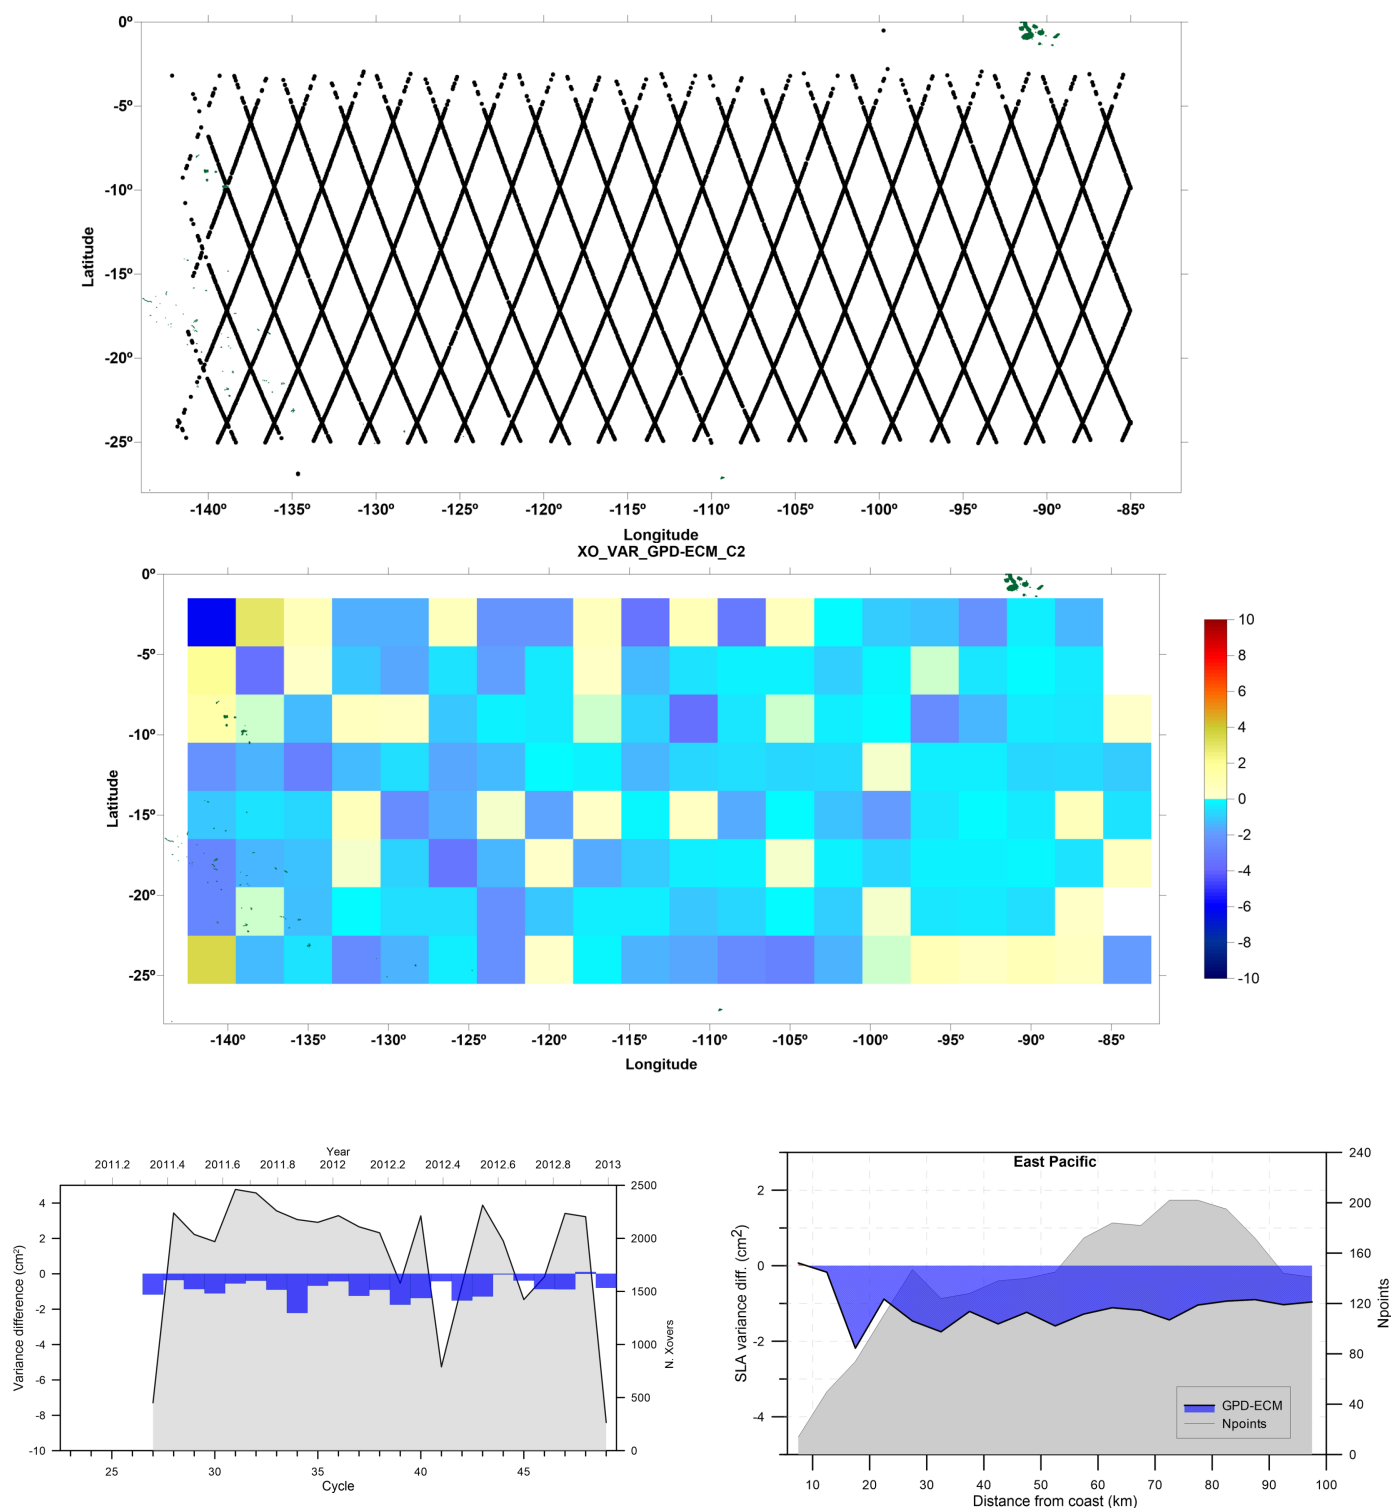 0º
-5º
-10º
-15º
-20º
-25º
Latitude
-140º -135º -130º -125º -120º -115º -110º -105º -100º -95º -90º -85º
Longitude
XO_VAR_GPD-ECM_C2
0º
-5º
-10º
-15º
-20º
-25º
Latitude
-140º -135º -130º -125º -120º -115º -110º -105º -100º -95º -90º -85º
Longitude
10
8
6
4
2
0
-2
-4
-6
-8
-10
Year
2011.2 2011.4 2011.6 2011.8 2012 2012.2 2012.4 2012.6 2012.8 2013
4
2
0
-2
-4
-6
-8
-10
Variance difference (cm²)
2500
2000
1500
1000
500
0
N. Xovers
25 30 35 40 45
Cycle
East Pacific
2
0
-2
-4
SLA variance diff. (cm²)
240
200
160
120
80
40
0
Npoints
GPD-ECM
Npoints
10 20 30 40 50 60 70 80 90 100
Distance from coast (km)